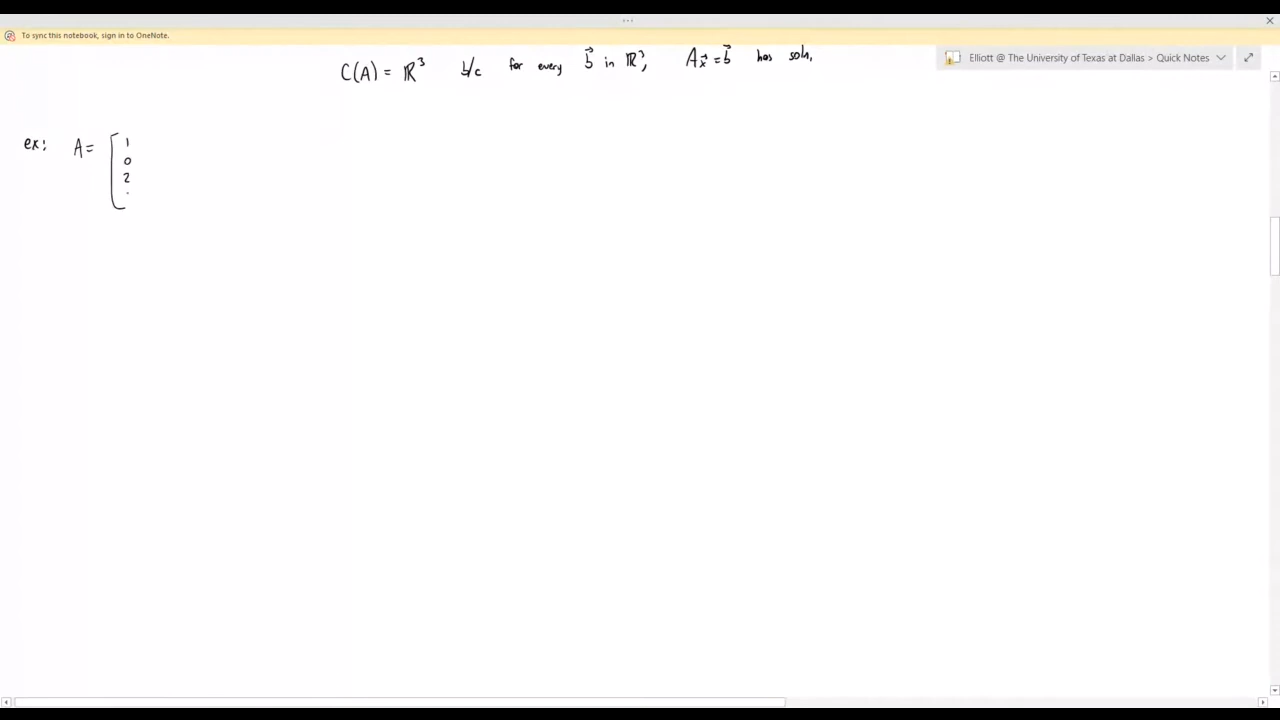 To sync this notebook, sign in to OneNote.
C(A) = ℝ³ b/c for every b⃗ in ℝ³, Ax⃗ = b⃗ has soln.
Elliott @ The University of Texas at Dallas > Quick Notes
ex: A = [
1
0
2